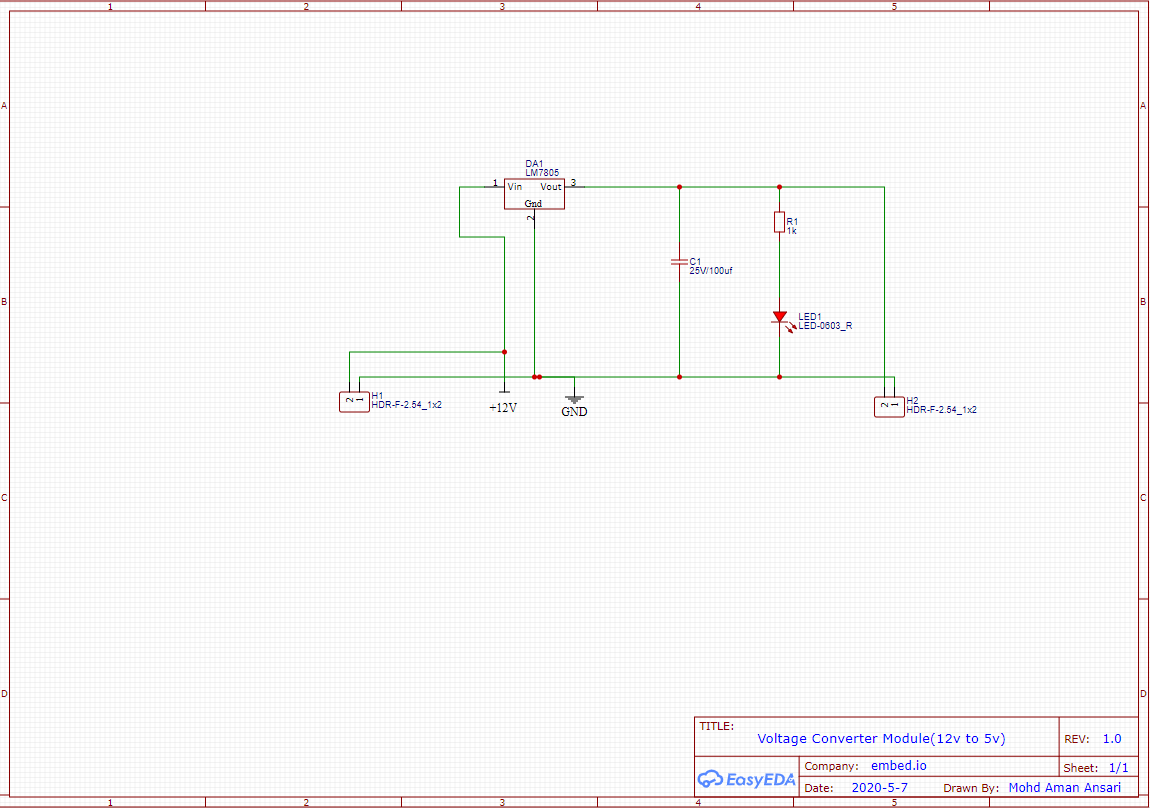 1 2 3 4 5
A A
DA1
LM7805
1 Vin Vout 3
Gnd
2
R1
1k
C1
25V/100uf
B B
LED1
LED-0603_R
2 1
H1
HDR-F-2.54_1x2
+12V
GND
2 1
H2
HDR-F-2.54_1x2
C C
D D
TITLE:
Voltage Converter Module(12v to 5v)
REV: 1.0
EasyEDA
Company: embed.io
Sheet: 1/1
Date: 2020-5-7 Drawn By: Mohd Aman Ansari
1 2 3 4 5